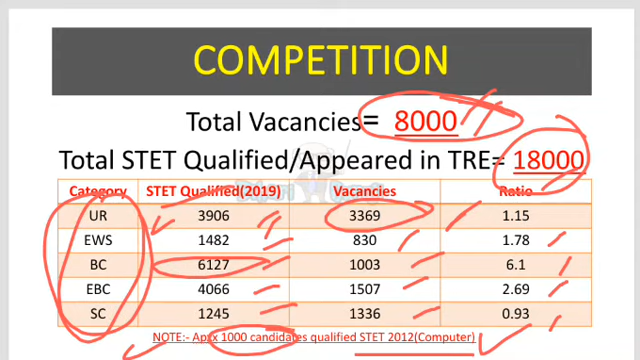 COMPETITION
Total Vacancies= 8000
Total STET Qualified/Appeared in TRE= 18000
Category STET Qualified(2019) Vacancies Ratio
UR 3906 3369 1.15
EWS 1482 830 1.78
BC 6127 1003 6.1
EBC 4066 1507 2.69
SC 1245 1336 0.93
NOTE:- Aprx 1000 candidates qualified STET 2012(Computer)